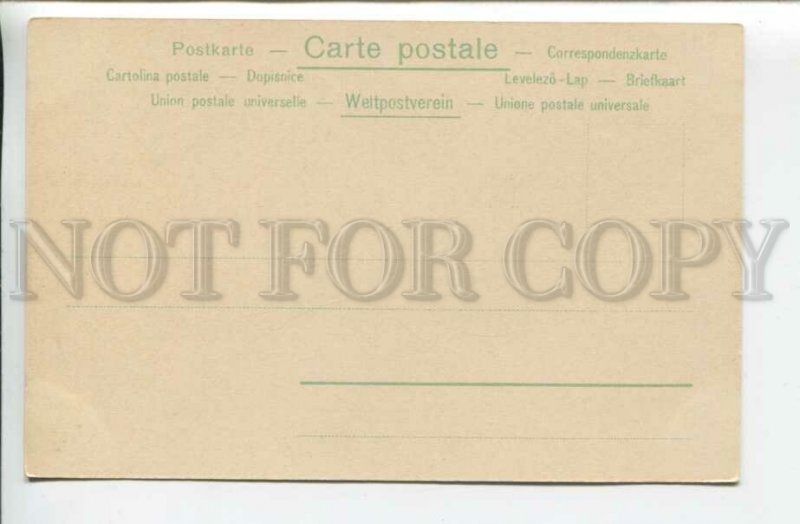 Postkarte — Carte postale — Correspondenzkarte
Cartolina postale — Dopisnice Levelező-Lap — Briefkaart
Union postale universelle — Weltpostverein — Unione postale universale
NOT FOR COPY